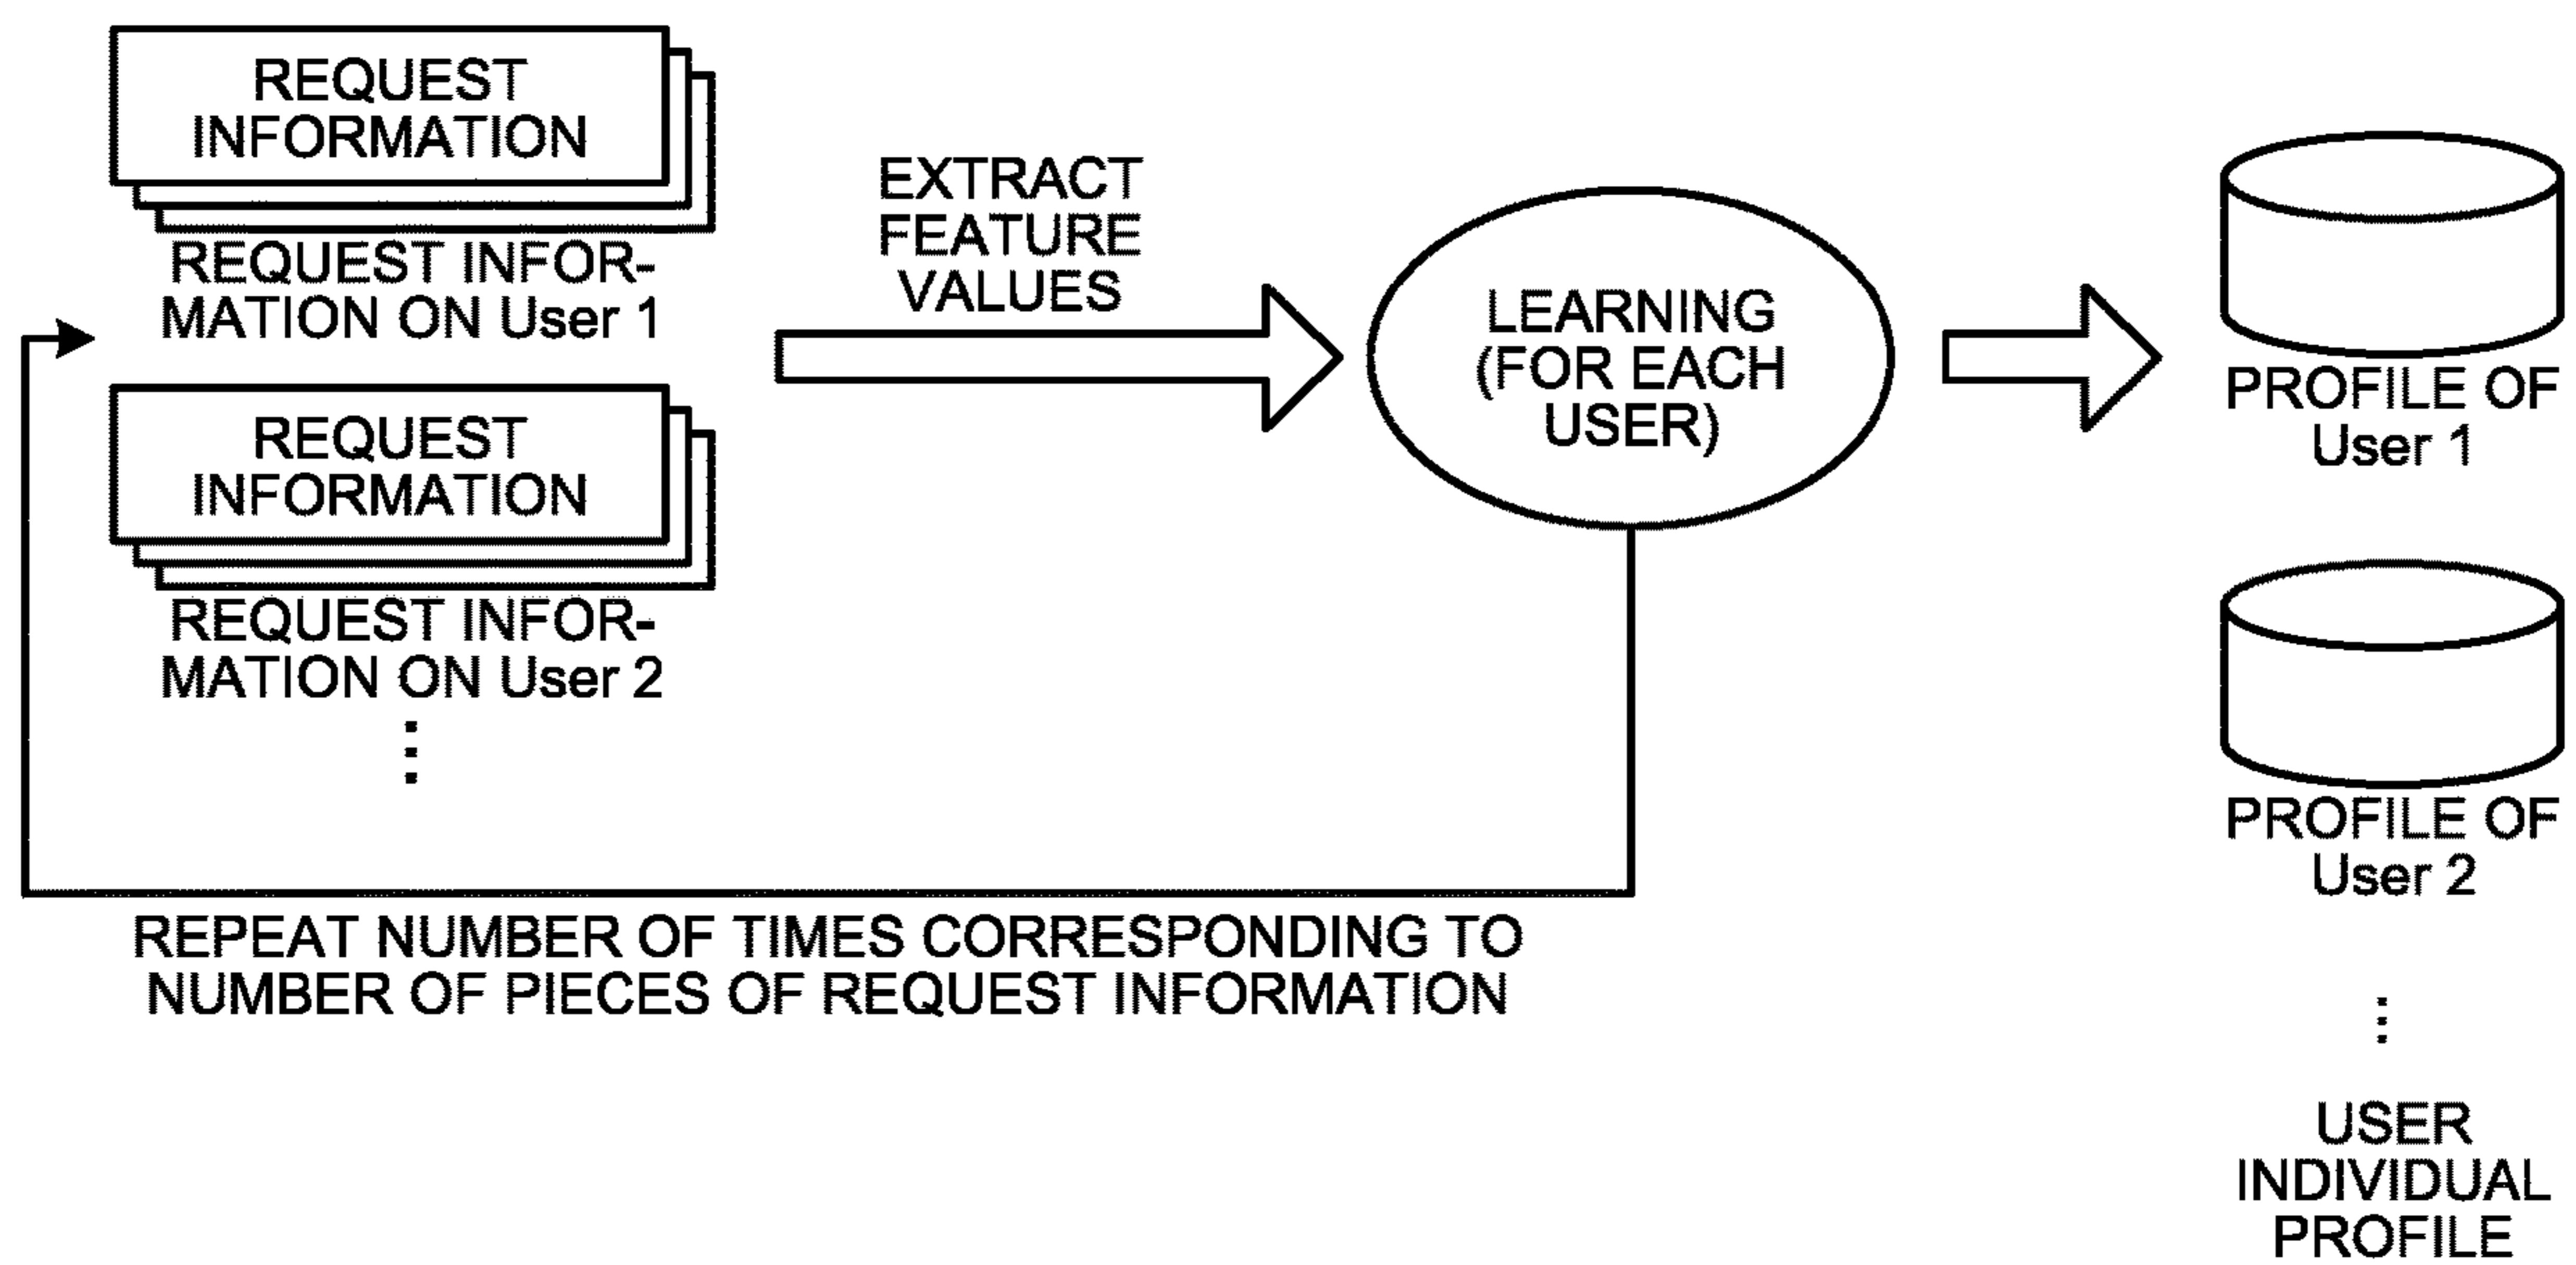 REQUEST
INFORMATION
REQUEST INFOR-
MATION ON User 1
REQUEST
INFORMATION
REQUEST INFOR-
MATION ON User 2
EXTRACT
FEATURE
VALUES
LEARNING
(FOR EACH
USER)
REPEAT NUMBER OF TIMES CORRESPONDING TO
NUMBER OF PIECES OF REQUEST INFORMATION
PROFILE OF
User 1
PROFILE OF
User 2
USER
INDIVIDUAL
PROFILE